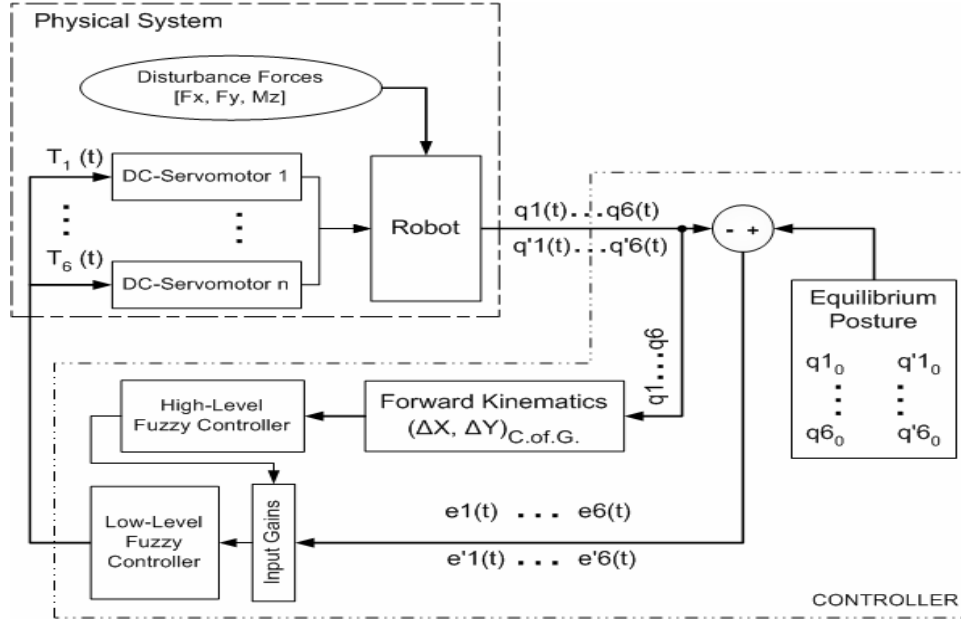 Physical System
Disturbance Forces
[Fx, Fy, Mz]
T1 (t)
DC-Servomotor 1
T6 (t)
DC-Servomotor n
Robot
q1(t)...q6(t)
q'1(t)...q'6(t)
- +
Equilibrium
Posture
q1₀ q'1₀
q6₀ q'6₀
q1...q6
High-Level
Fuzzy Controller
Forward Kinematics
(ΔX, ΔY)C.of.G.
Low-Level
Fuzzy
Controller
Input Gains
e1(t) ... e6(t)
e'1(t) ... e'6(t)
CONTROLLER